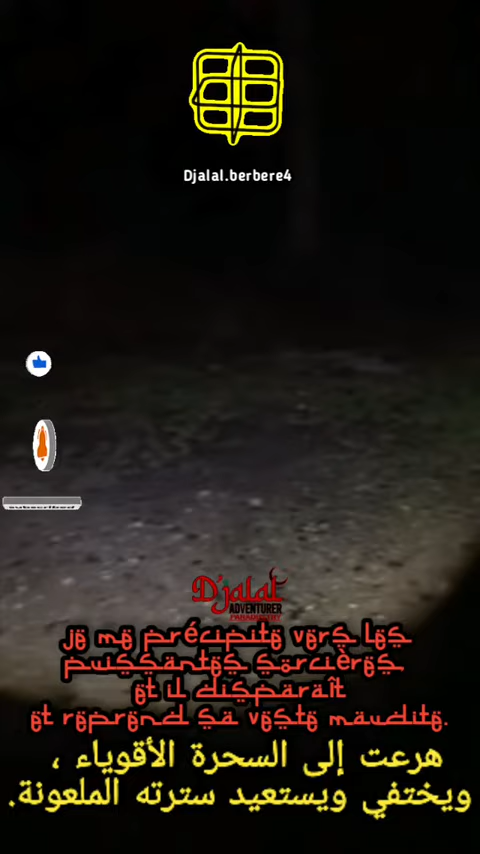 Djalal.berbere4
D'jalal
ADVENTURER
je me précipite vers les
puissantes sorcières
et il disparaît
et reprend sa veste maudite.
هرعت إلى السحرة الأقوياء ،
ويختفي ويستعيد سترته الملعونة.